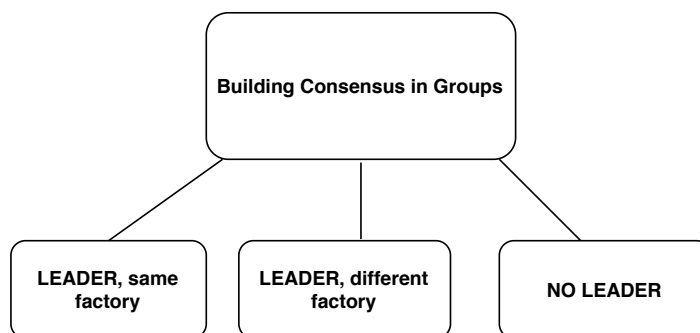 Building Consensus in Groups
LEADER, same
factory
LEADER, different
factory
NO LEADER